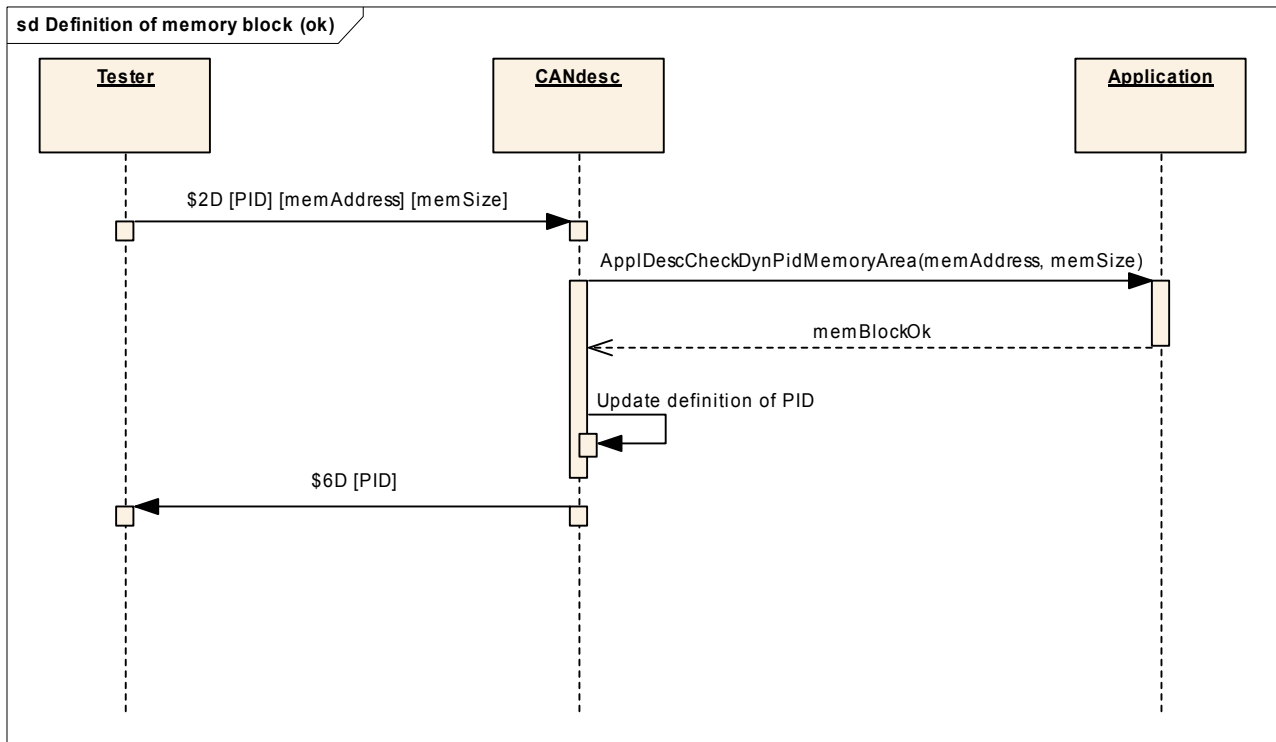 sd Definition of memory block (ok)
Tester
CANdesc
Application
$2D [PID] [memAddress] [memSize]
ApplDescCheckDynPidMemoryArea(memAddress, memSize)
memBlockOk
Update definition of PID
$6D [PID]